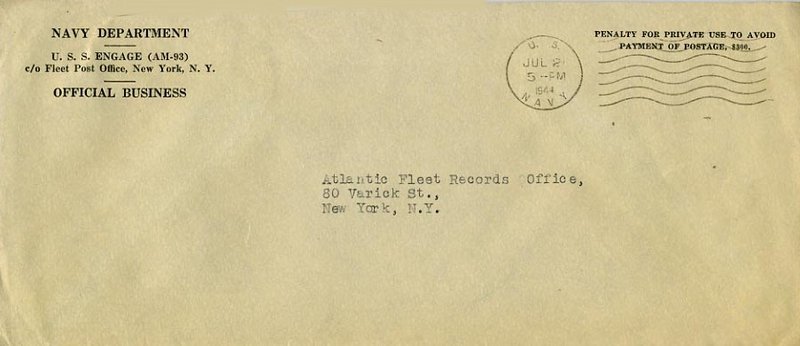 NAVY DEPARTMENT
U. S. S. ENGAGE (AM-93)
c/o Fleet Post Office, New York, N. Y.
OFFICIAL BUSINESS
U. S.
JUL 2
5 -PM
1944
NAVY
PENALTY FOR PRIVATE USE TO AVOID
PAYMENT OF POSTAGE, $300.
Atlantic Fleet Records Office,
80 Varick St.,
New York, N.Y.